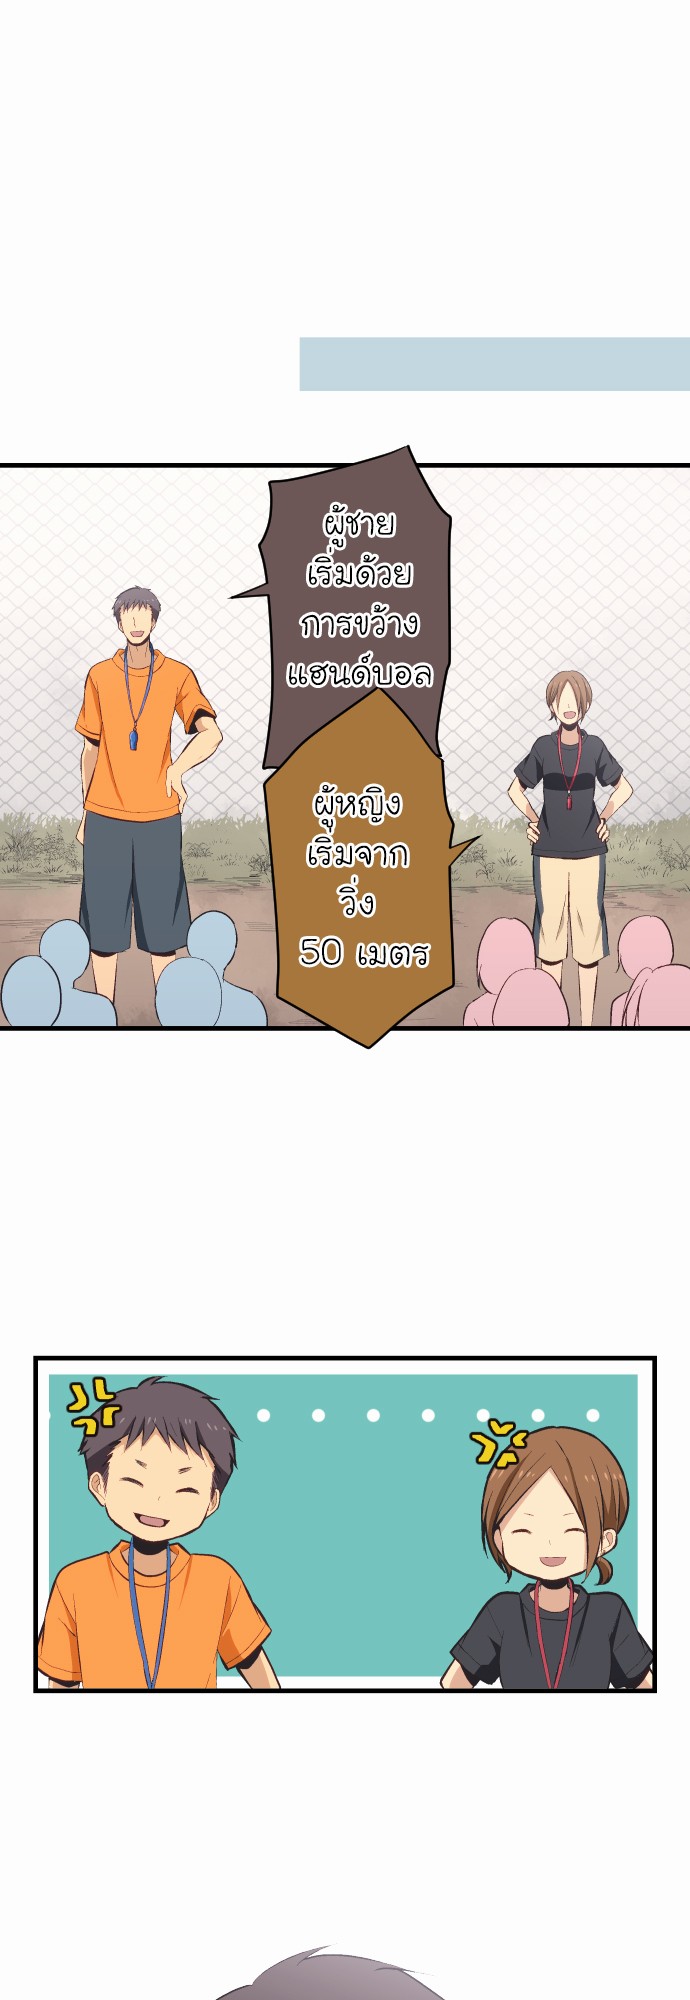 ผู้ชาย
เริ่มด้วย
การขว้าง
แฮนด์บอล
ผู้หญิง
เริ่มจาก
วิ่ง
50 เมตร